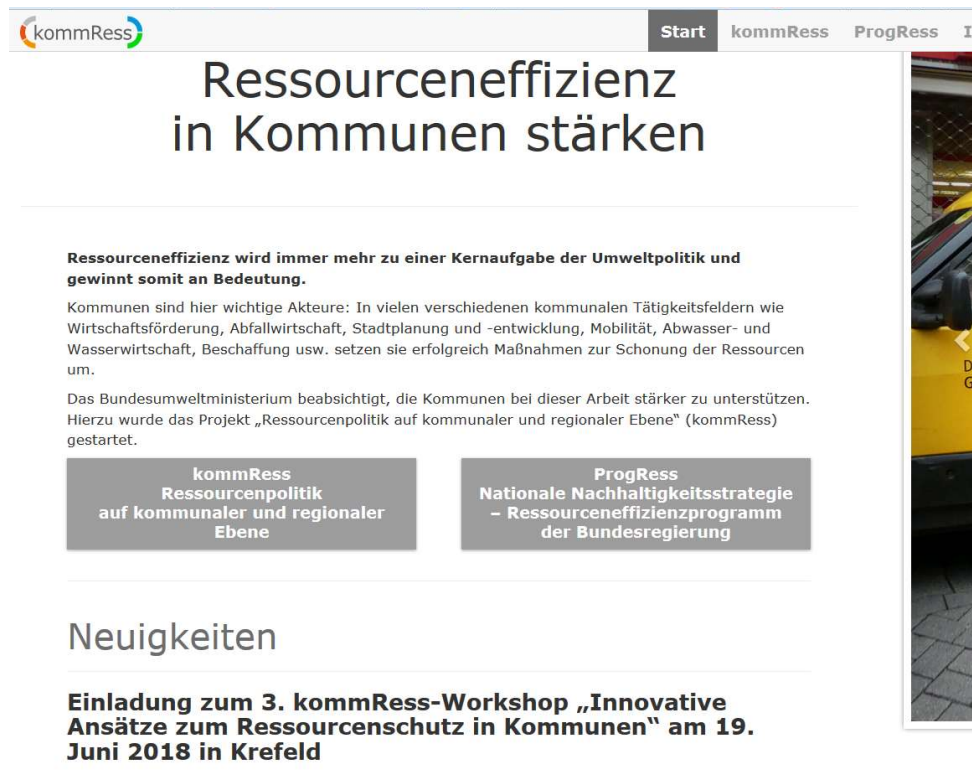 kommRess
Start kommRess ProgRess
Ressourceneffizienz
in Kommunen stärken
Ressourceneffizienz wird immer mehr zu einer Kernaufgabe der Umweltpolitik und
gewinnt somit an Bedeutung.
Kommunen sind hier wichtige Akteure: In vielen verschiedenen kommunalen Tätigkeitsfeldern wie
Wirtschaftsförderung, Abfallwirtschaft, Stadtplanung und -entwicklung, Mobilität, Abwasser- und
Wasserwirtschaft, Beschaffung usw. setzen sie erfolgreich Maßnahmen zur Schonung der Ressourcen
um.
Das Bundesumweltministerium beabsichtigt, die Kommunen bei dieser Arbeit stärker zu unterstützen.
Hierzu wurde das Projekt „Ressourcenpolitik auf kommunaler und regionaler Ebene" (kommRess)
gestartet.
kommRess
Ressourcenpolitik
auf kommunaler und regionaler
Ebene
ProgRess
Nationale Nachhaltigkeitsstrategie
– Ressourceneffizienzprogramm
der Bundesregierung
Neuigkeiten
Einladung zum 3. kommRess-Workshop „Innovative
Ansätze zum Ressourcenschutz in Kommunen" am 19.
Juni 2018 in Krefeld